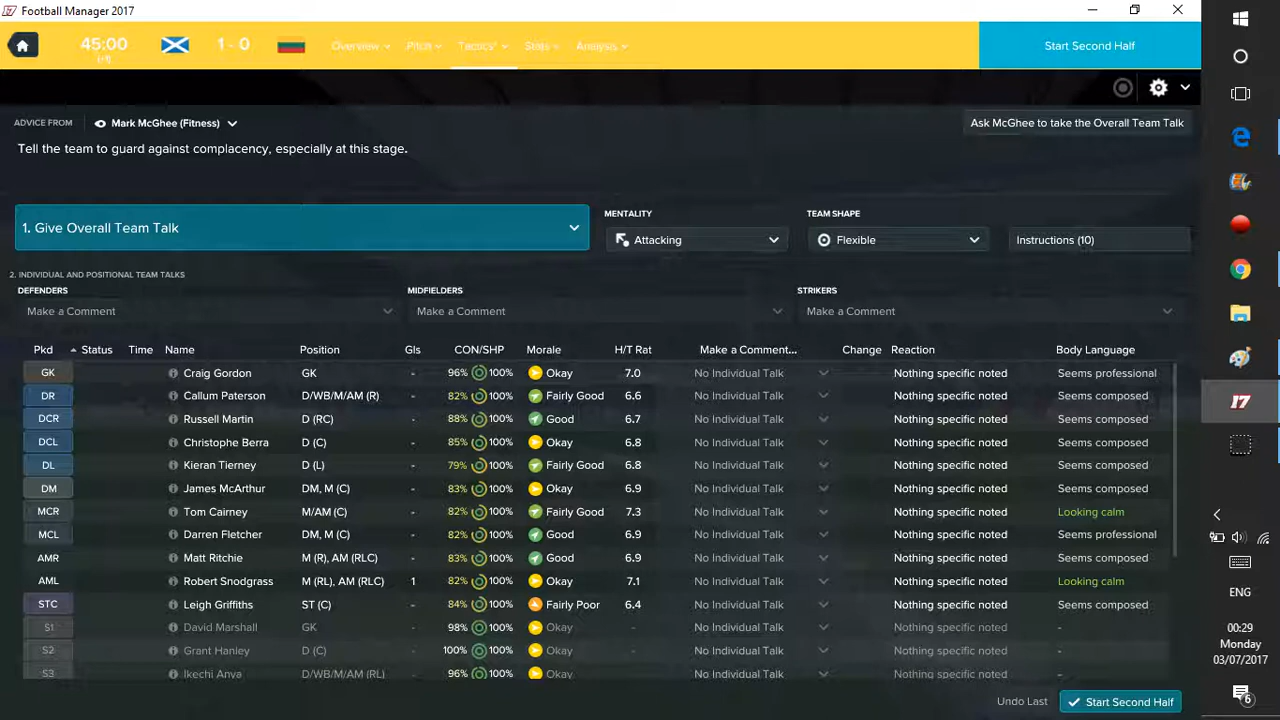 Football Manager 2017
45:00
1 - 0
Overview
Pitch
Tactics*
Stats
Analysis
Start Second Half
ADVICE FROM
Mark McGhee (Fitness)
Ask McGhee to take the Overall Team Talk
Tell the team to guard against complacency, especially at this stage.
1. Give Overall Team Talk
MENTALITY
TEAM SHAPE
Attacking
Flexible
Instructions (10)
2. INDIVIDUAL AND POSITIONAL TEAM TALKS
DEFENDERS
MIDFIELDERS
STRIKERS
Make a Comment
Make a Comment
Make a Comment
Pkd Status Time Name Position Gls CON/SHP Morale H/T Rat Make a Comment... Change Reaction Body Language
GK Craig Gordon GK - 96% 100% Okay 7.0 No Individual Talk Nothing specific noted Seems professional
DR Callum Paterson D/WB/M/AM (R) - 82% 100% Fairly Good 6.6 No Individual Talk Nothing specific noted Seems composed
DCR Russell Martin D (RC) - 88% 100% Good 6.7 No Individual Talk Nothing specific noted Seems composed
DCL Christophe Berra D (C) - 85% 100% Okay 6.8 No Individual Talk Nothing specific noted Seems composed
DL Kieran Tierney D (L) - 79% 100% Fairly Good 6.8 No Individual Talk Nothing specific noted Seems composed
DM James McArthur DM, M (C) - 83% 100% Okay 6.9 No Individual Talk Nothing specific noted Seems composed
MCR Tom Cairney M/AM (C) - 82% 100% Fairly Good 7.3 No Individual Talk Nothing specific noted Looking calm
MCL Darren Fletcher DM, M (C) - 82% 100% Good 6.9 No Individual Talk Nothing specific noted Seems professional
AMR Matt Ritchie M (R), AM (RLC) - 83% 100% Good 6.9 No Individual Talk Nothing specific noted Seems composed
AML Robert Snodgrass M (RL), AM (RLC) 1 82% 100% Okay 7.1 No Individual Talk Nothing specific noted Looking calm
STC Leigh Griffiths ST (C) - 84% 100% Fairly Poor 6.4 No Individual Talk Nothing specific noted Seems composed
S1 David Marshall GK - 98% 100% Okay - No Individual Talk Nothing specific noted -
S2 Grant Hanley D (C) - 100% 100% Okay - No Individual Talk Nothing specific noted -
S3 Ikechi Anya D/WB/M/AM (RL) - 96% 100% Okay - No Individual Talk Nothing specific noted -
Undo Last
Start Second Half
17
ENG
00:29
Monday
03/07/2017
6